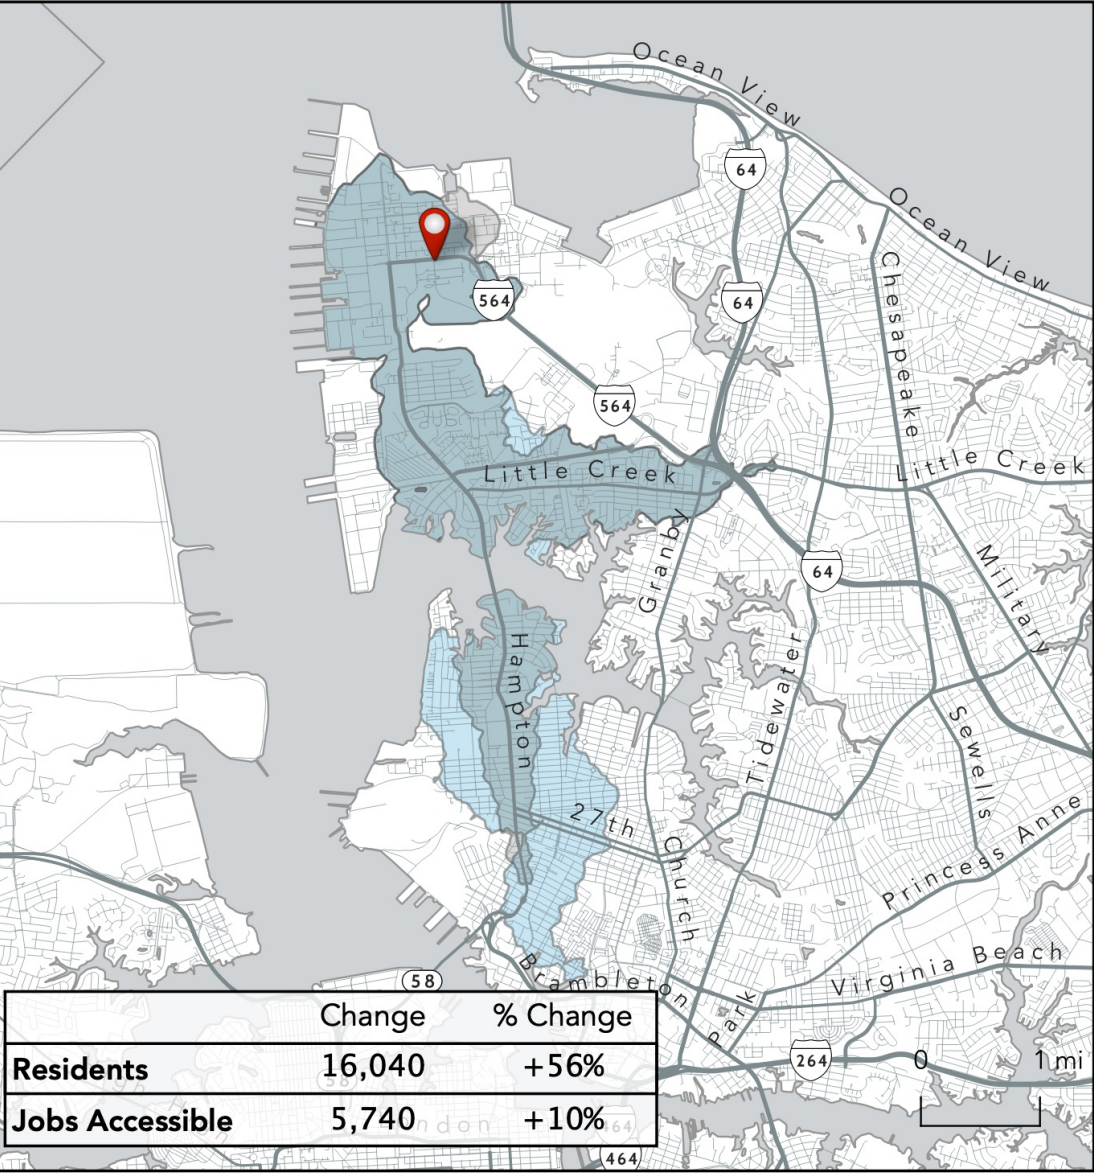 Ocean View
64
Ocean View
564
64
Chesapeake
564
Little Creek
Little Creek
Granby
64
Military
Hampton
Tidewater
Sewells
27th
Church
Princess Anne
Virginia Beach
58
Brambleton
Park
264
0 1 mi
Change % Change
Residents 16,040 +56%
58
Jobs Accessible 5,740 +10%
464
464